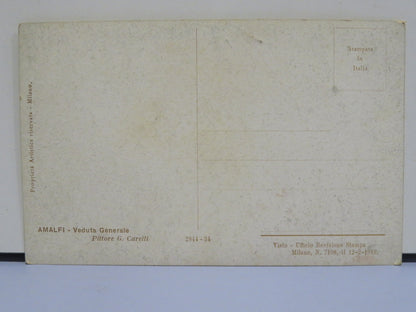 Stampata
in
Italia
Proprietà Artistica riservata - Milano.
AMALFI - Veduta Generale
Pittore G. Carelli
2944 - 34
Visto - Ufficio Revisione Stampa
Milano, N.